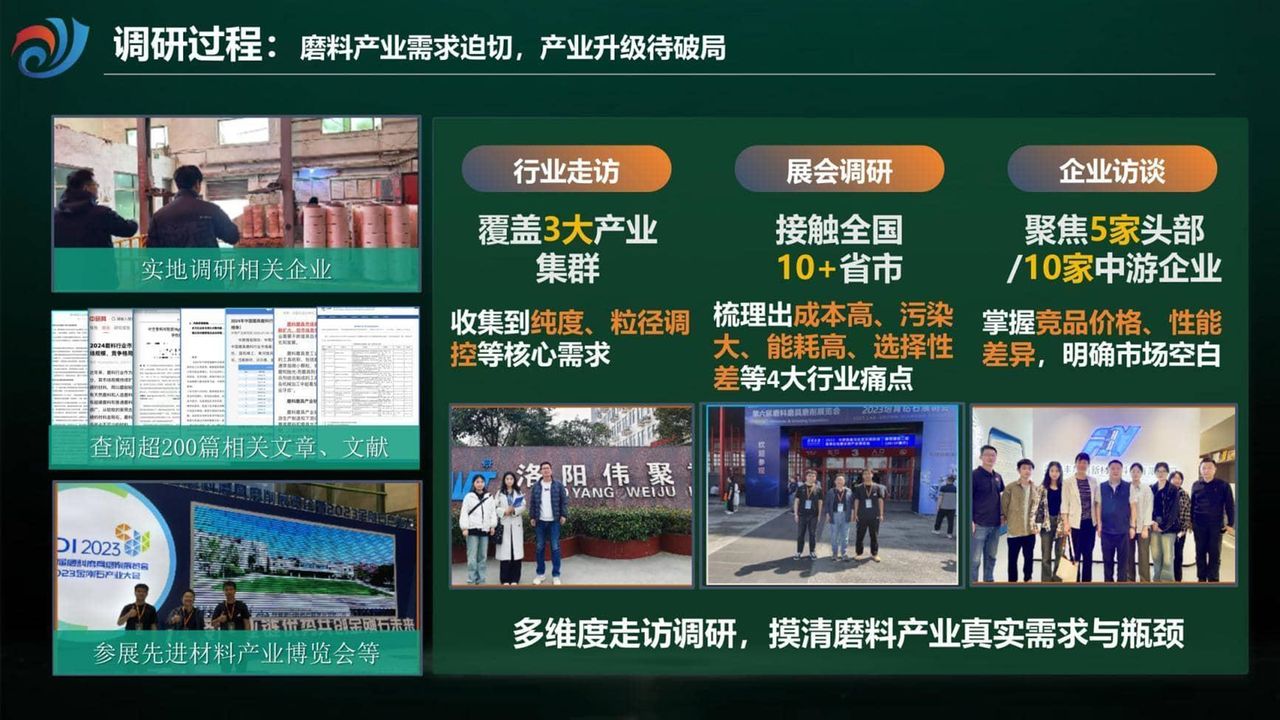 调研过程：磨料产业需求迫切，产业升级待破局
实地调研相关企业
查阅超200篇相关文章、文献
2023
参展先进材料产业博览会等
行业走访
覆盖3大产业
集群
收集到纯度、粒径调
控等核心需求
展会调研
接触全国
10+省市
梳理出成本高、污染
大、能耗高、选择性
差等4大行业痛点
企业访谈
聚焦5家头部
/10家中游企业
掌握竞品价格、性能
差异，明确市场空白
洛阳伟聚
YANG WEIJU
欢迎参观
多维度走访调研，摸清磨料产业真实需求与瓶颈